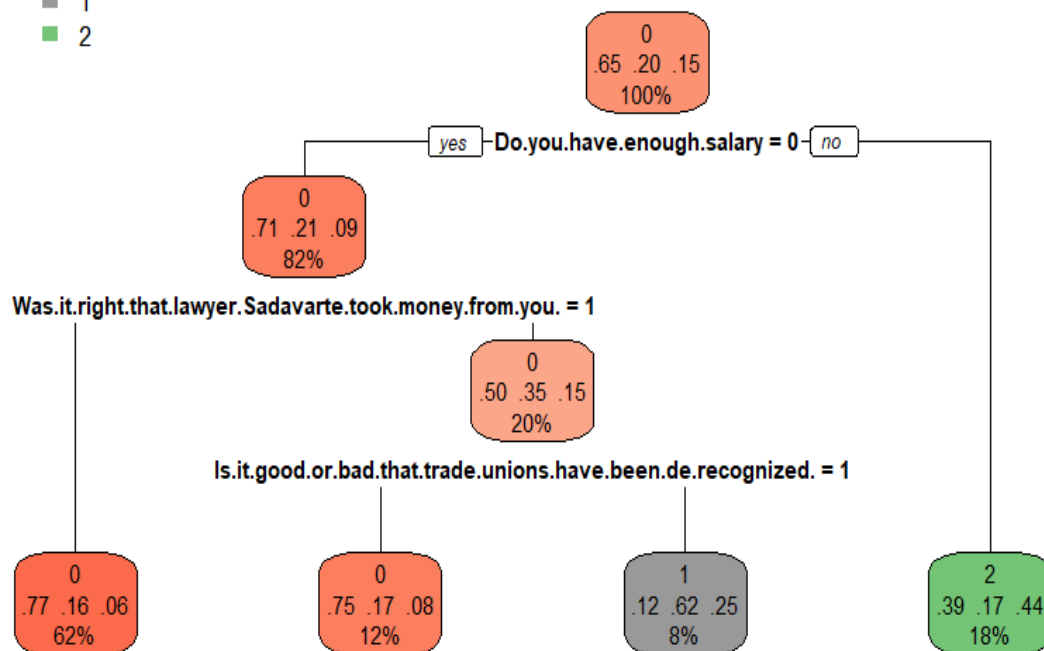 1
2
0
.65 .20 .15
100%
yes Do.you.have.enough.salary = 0 no
0
.71 .21 .09
82%
Was.it.right.that.lawyer.Sadavarte.took.money.from.you. = 1
0
.50 .35 .15
20%
Is.it.good.or.bad.that.trade.unions.have.been.de.recognized. = 1
0
.77 .16 .06
62%
0
.75 .17 .08
12%
1
.12 .62 .25
8%
2
.39 .17 .44
18%